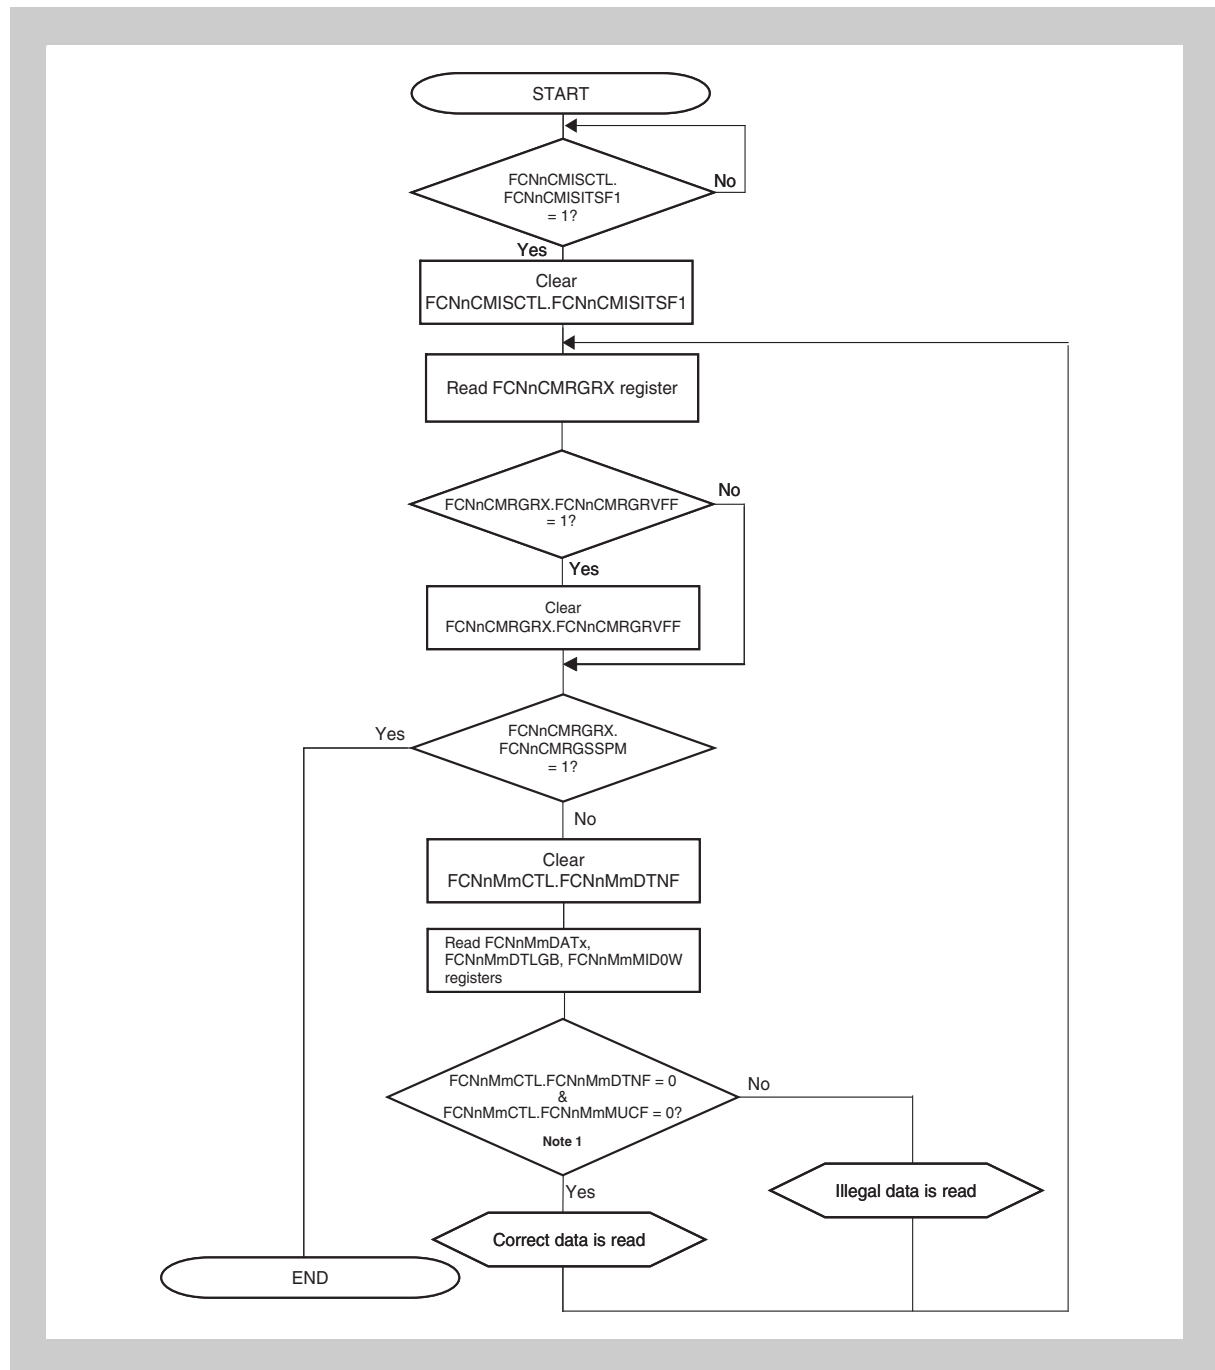 START
FCNnCMISCTL.
FCNnCMISITSF1
= 1?
No
Yes
Clear
FCNnCMISCTL.FCNnCMISITSF1
Read FCNnCMRGRX register
No
FCNnCMRGRX.FCNnCMRGRVFF
= 1?
Yes
Clear
FCNnCMRGRX.FCNnCMRGRVFF
Yes
FCNnCMRGRX.
FCNnCMRGSSPM
= 1?
No
Clear
FCNnMmCTL.FCNnMmDTNF
Read FCNnMmDATx,
FCNnMmDTLGB, FCNnMmMID0W
registers
FCNnMmCTL.FCNnMmDTNF = 0
&
FCNnMmCTL.FCNnMmMUCF = 0?
Note 1
No
Yes
Illegal data is read
Correct data is read
END